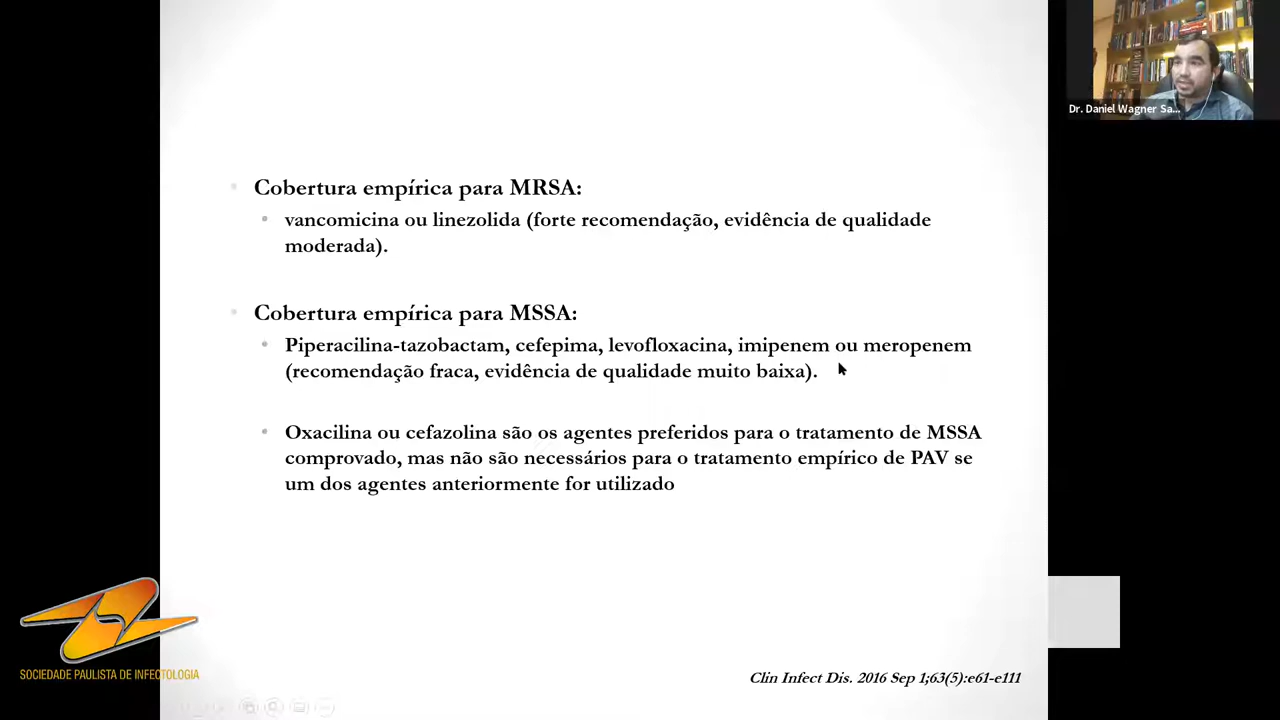 Dr. Daniel Wagner Sa...
Cobertura empírica para MRSA:
vancomicina ou linezolida (forte recomendação, evidência de qualidade
moderada).
Cobertura empírica para MSSA:
Piperacilina-tazobactam, cefepima, levofloxacina, imipenem ou meropenem
(recomendação fraca, evidência de qualidade muito baixa).
Oxacilina ou cefazolina são os agentes preferidos para o tratamento de MSSA
comprovado, mas não são necessários para o tratamento empírico de PAV se
um dos agentes anteriormente for utilizado
SOCIEDADE PAULISTA DE INFECTOLOGIA
Clin Infect Dis. 2016 Sep 1;63(5):e61-e111